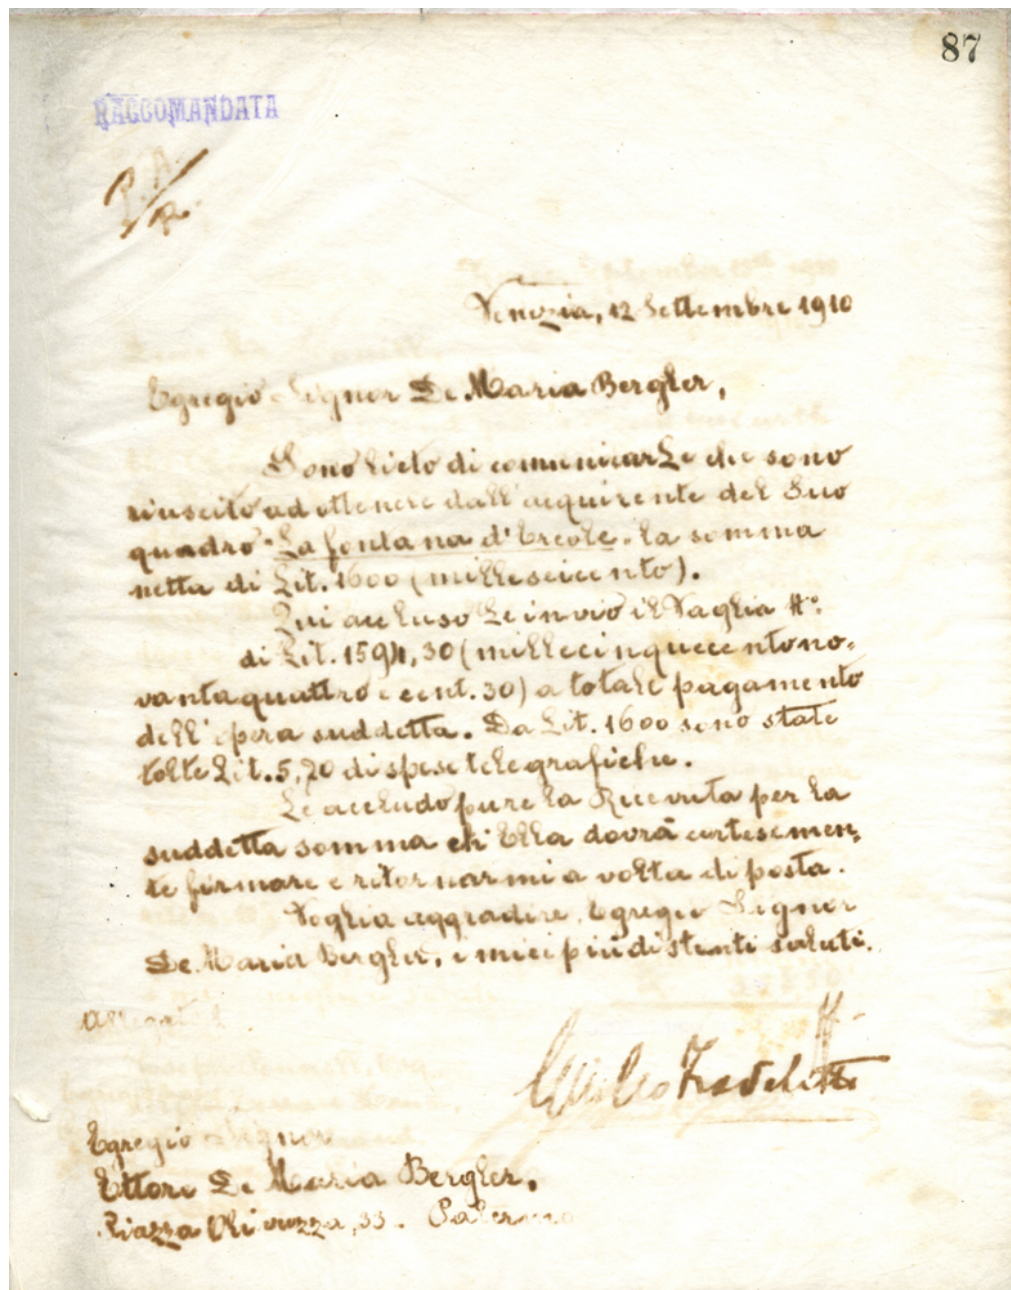 87
RACCOMANDATA
P.A/R.
Venezia, 12 Settembre 1910
Egregio Signor De Maria Bergler,
Sono lieto di comunicarLe che sono
riuscito ad ottenere dall'acquirente del Suo
quadro "La fontana d'Ercole" la somma
netta di Lit. 1600 (milleseicento).
Qui accluso Le invio il Vaglia No.
di Lit. 1594,30 (millecinquecentono-
vantaquattro e cent. 30) a totale pagamento
dell'opera suddetta. Da Lit. 1600 sono state
tolte Lit. 5,70 di spese telegrafiche.
Le accludo pure la Ricevuta per la
suddetta somma ch'Ella dovrà cortesemen-
te firmare e ritornarmi a volta di posta.
Voglia aggradire, Egregio Signor
De Maria Bergler, i miei più distinti saluti.
Allegati
Fradeletto
Egregio Signor
Ettore De Maria Bergler,
Piazza Olivuzza, 33. Palermo